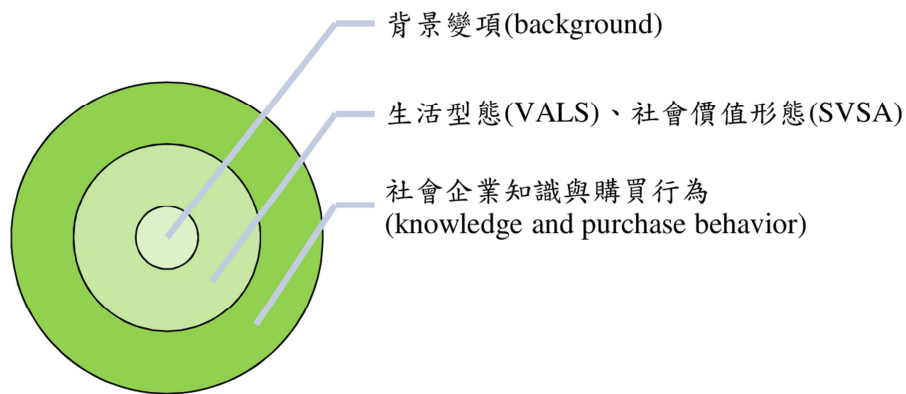 背景變項(background)
生活型態(VALS)、社會價值形態(SVSA)
社會企業知識與購買行為
(knowledge and purchase behavior)